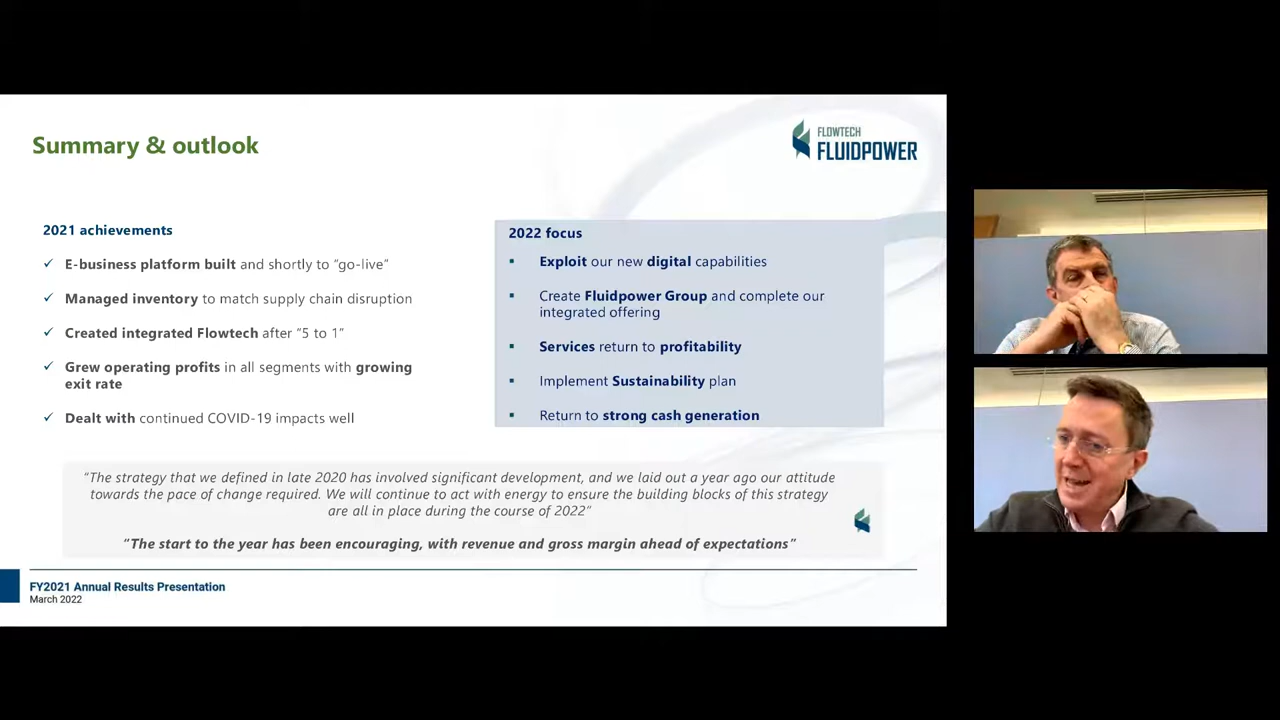 Summary & outlook
FLOWTECH
FLUIDPOWER
2021 achievements
E-business platform built and shortly to “go-live”
Managed inventory to match supply chain disruption
Created integrated Flowtech after “5 to 1”
Grew operating profits in all segments with growing
exit rate
Dealt with continued COVID-19 impacts well
2022 focus
Exploit our new digital capabilities
Create Fluidpower Group and complete our
integrated offering
Services return to profitability
Implement Sustainability plan
Return to strong cash generation
“The strategy that we defined in late 2020 has involved significant development, and we laid out a year ago our attitude
towards the pace of change required. We will continue to act with energy to ensure the building blocks of this strategy
are all in place during the course of 2022”
“The start to the year has been encouraging, with revenue and gross margin ahead of expectations”
FY2021 Annual Results Presentation
March 2022